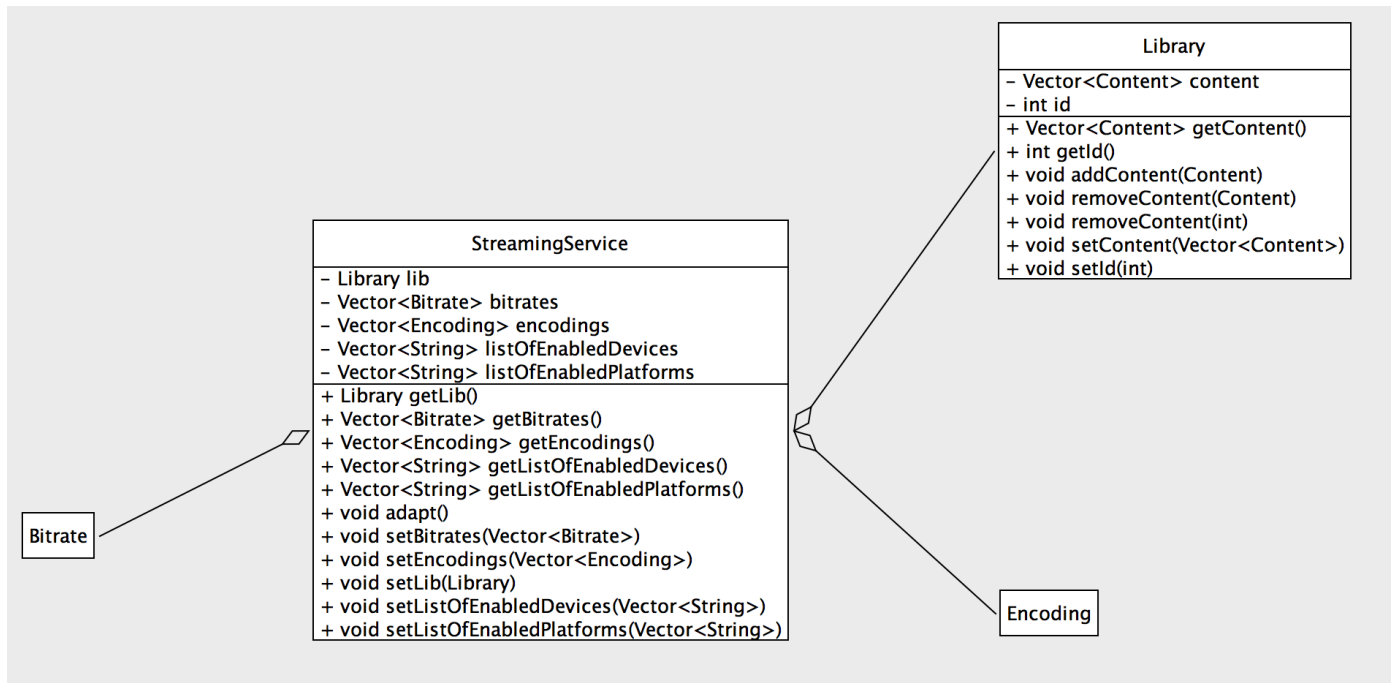 Library
– Vector<Content> content
– int id
+ Vector<Content> getContent()
+ int getId()
+ void addContent(Content)
+ void removeContent(Content)
+ void removeContent(int)
+ void setContent(Vector<Content>)
+ void setId(int)
StreamingService
– Library lib
– Vector<Bitrate> bitrates
– Vector<Encoding> encodings
– Vector<String> listOfEnabledDevices
– Vector<String> listOfEnabledPlatforms
+ Library getLib()
+ Vector<Bitrate> getBitrates()
+ Vector<Encoding> getEncodings()
+ Vector<String> getListOfEnabledDevices()
+ Vector<String> getListOfEnabledPlatforms()
+ void adapt()
+ void setBitrates(Vector<Bitrate>)
+ void setEncodings(Vector<Encoding>)
+ void setLib(Library)
+ void setListOfEnabledDevices(Vector<String>)
+ void setListOfEnabledPlatforms(Vector<String>)
Bitrate
Encoding